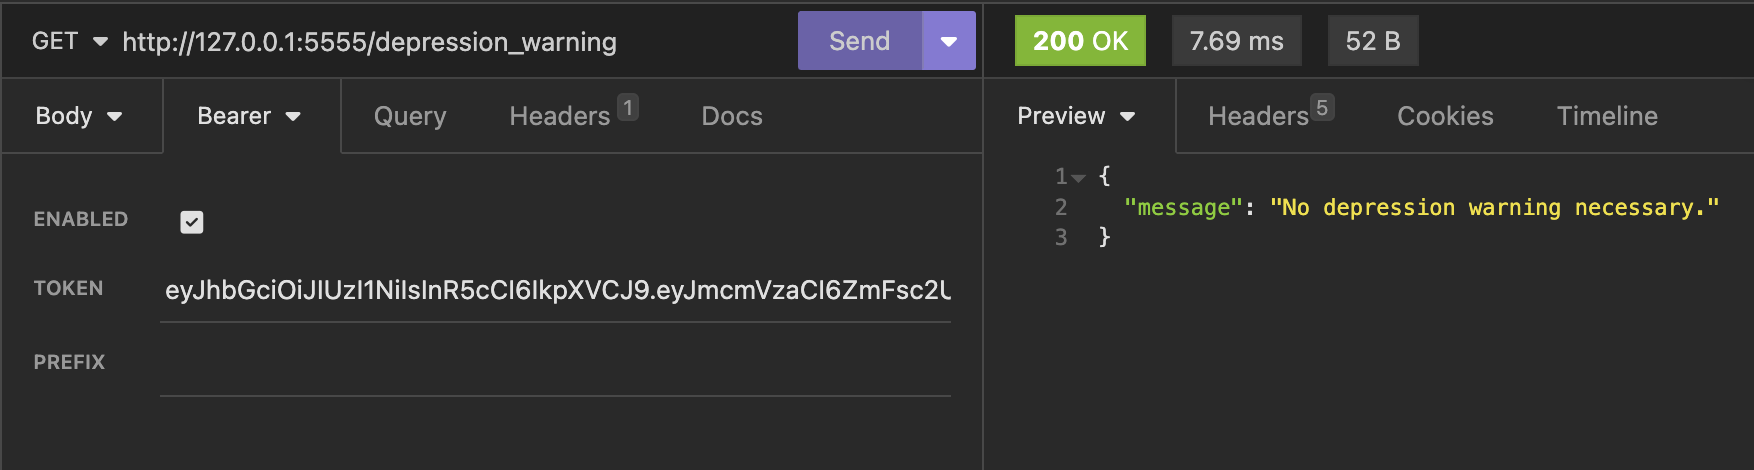 GET http://127.0.0.1:5555/depression_warning Send
200 OK 7.69 ms 52 B
Body Bearer Query Headers 1 Docs
Preview Headers 5 Cookies Timeline
ENABLED
TOKEN eyJhbGciOiJIUzI1NiIsInR5cCI6IkpXVCJ9.eyJmcmVzaCI6ZmFsc2U
PREFIX
1 {
2 "message": "No depression warning necessary."
3 }